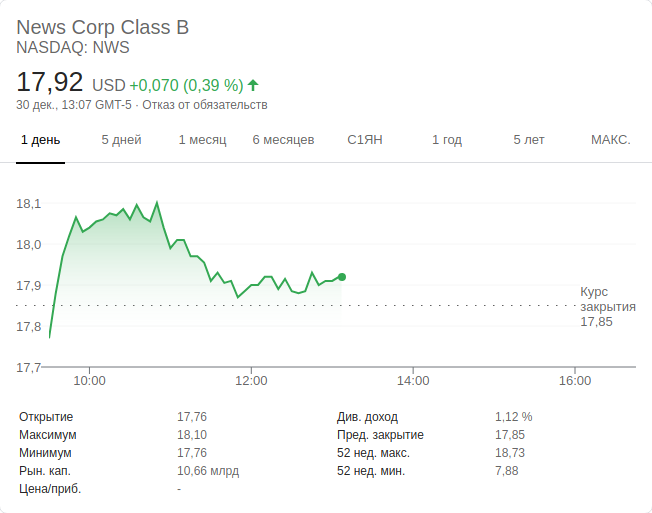 News Corp Class B
NASDAQ: NWS
17,92 USD +0,070 (0,39 %)
30 дек., 13:07 GMT-5 · Отказ от обязательств
1 день 5 дней 1 месяц 6 месяцев С1ЯН 1 год 5 лет МАКС.
18,1
18,0
17,9
17,8
17,7
Курс
закрытия
17,85
10:00 12:00 14:00 16:00
Открытие 17,76 Див. доход 1,12 %
Максимум 18,10 Пред. закрытие 17,85
Минимум 17,76 52 нед. макс. 18,73
Рын. кап. 10,66 млрд 52 нед. мин. 7,88
Цена/приб. -